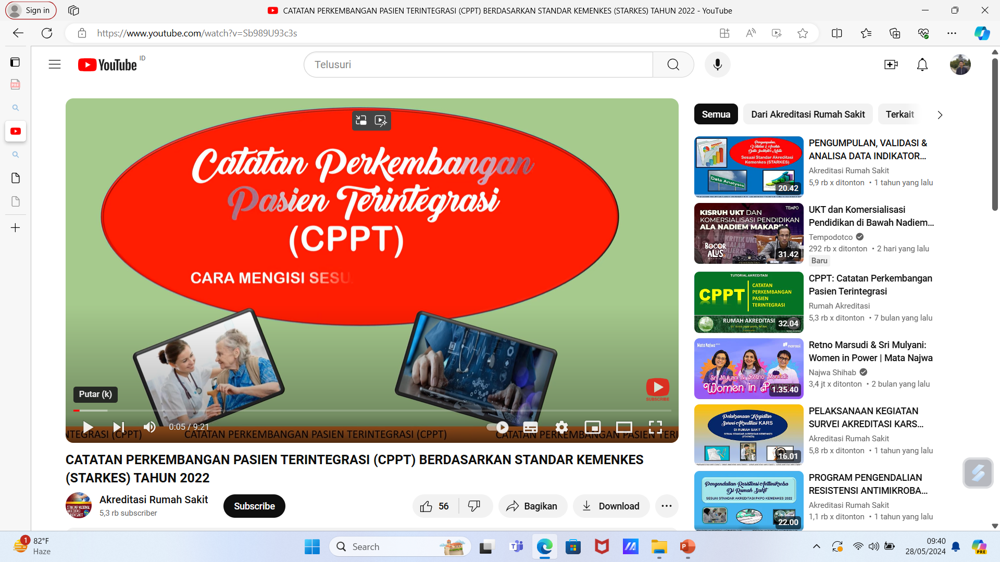 Sign in
CATATAN PERKEMBANGAN PASIEN TERINTEGRASI (CPPT) BERDASARKAN STANDAR KEMENKES (STARKES) TAHUN 2022 - YouTube
https://www.youtube.com/watch?v=Sb989U93c3s
YouTube ID
Telusuri
Catatan Perkembangan
Pasien Terintegrasi
(CPPT)
CARA MENGISI SESU
SUBSCRIBE
Putar (k)
0:05 / 9:21
NTEGRASI (CPPT) CATATAN PERKEMBANGAN PASIEN TERINTEGRASI (CPPT) CATATAN PERKEMBANGAN PASIEN TERI
CATATAN PERKEMBANGAN PASIEN TERINTEGRASI (CPPT) BERDASARKAN STANDAR KEMENKES
(STARKES) TAHUN 2022
Akreditasi Rumah Sakit
5,3 rb subscriber
Subscribe
56
Bagikan
Download
Semua
Dari Akreditasi Rumah Sakit
Terkait
Pengumpulan,
Validasi & Analisis
Data Indikator Mutu
Sesuai Standar Akreditasi
Kemenkes (STARKES)
Data Analysis
20.42
PENGUMPULAN, VALIDASI &
ANALISA DATA INDIKATOR...
Akreditasi Rumah Sakit
5,9 rb x ditonton • 1 tahun yang lalu
TEMPO
KISRUH UKT DAN
KOMERSIALISASI PENDIDIKAN
ALA NADIEM MAKARIM
BOCOR
ALUS
31.42
UKT dan Komersialisasi
Pendidikan di Bawah Nadiem...
Tempodotco
292 rb x ditonton • 2 hari yang lalu
Baru
TUTORIAL AKREDITASI
CPPT
CATATAN
PERKEMBANGAN
PASIEN
TERINTEGRASI
RUMAH AKREDITASI
32.04
CPPT: Catatan Perkembangan
Pasien Terintegrasi
Rumah Akreditasi
5,3 rb x ditonton • 7 bulan yang lalu
Mata Najwa
narasi
Sri Mulyani & Retno Marsudi:
Women in P
1.35.40
Retno Marsudi & Sri Mulyani:
Women in Power | Mata Najwa
Najwa Shihab
3,4 jt x ditonton • 2 bulan yang lalu
Pelaksanaan Kegiatan
Survei Akreditasi KARS
DI RUMAH SAKIT
SESUAI STANDAR AKREDITASI KEMENKES
(STARKES)
16.01
PELAKSANAAN KEGIATAN
SURVEI AKREDITASI KARS...
Akreditasi Rumah Sakit
5,8 rb x ditonton • 1 tahun yang lalu
Pengendalian Resistensi Antimikroba
Di Rumah Sakit
SESUAI STANDAR AKREDITASI PKPO KEMENKES 2022
22.00
PROGRAM PENGENDALIAN
RESISTENSI ANTIMIKROBA...
Akreditasi Rumah Sakit
1,1 rb x ditonton • 1 tahun yang lalu
1
82°F
Haze
Search
09:40
28/05/2024
PRE